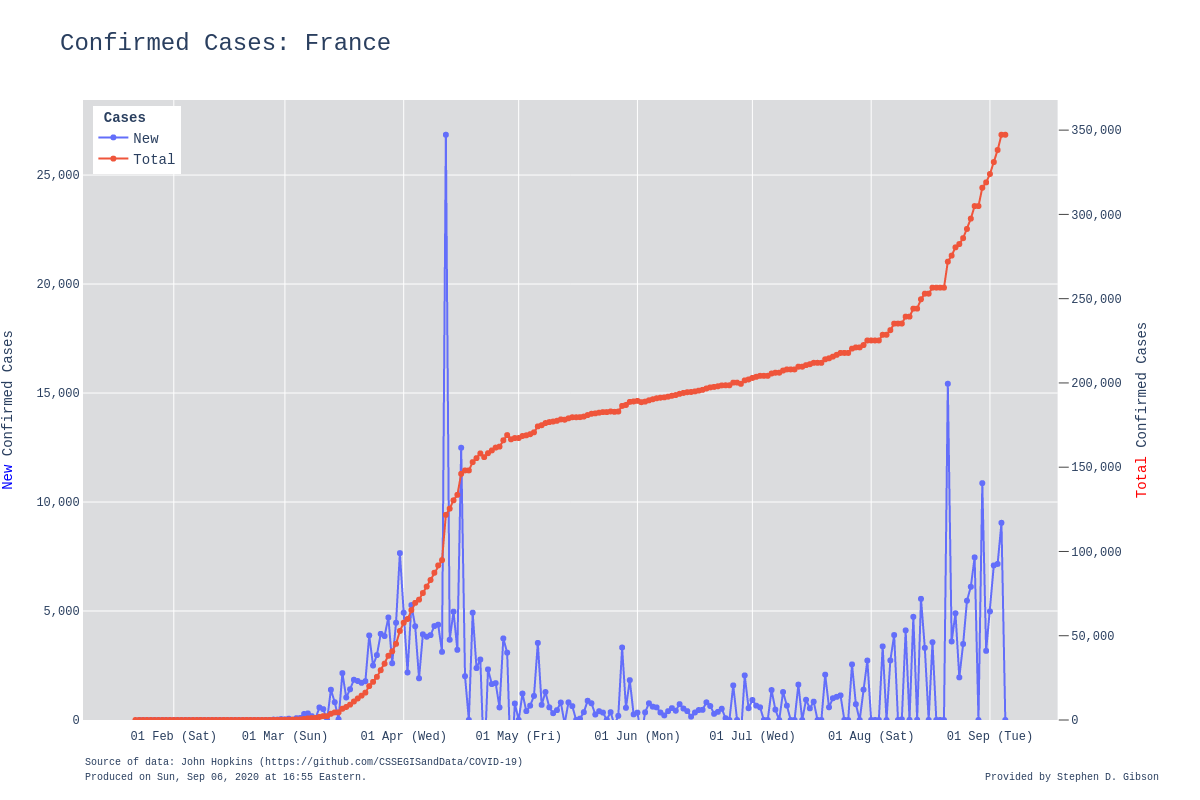 Confirmed Cases: France
Cases
New
Total
25,000
20,000
15,000
10,000
5,000
0
New Confirmed Cases
350,000
300,000
250,000
200,000
150,000
100,000
50,000
0
Total Confirmed Cases
01 Feb (Sat) 01 Mar (Sun) 01 Apr (Wed) 01 May (Fri) 01 Jun (Mon) 01 Jul (Wed) 01 Aug (Sat) 01 Sep (Tue)
Source of data: John Hopkins (https://github.com/CSSEGISandData/COVID-19)
Produced on Sun, Sep 06, 2020 at 16:55 Eastern.
Provided by Stephen D. Gibson